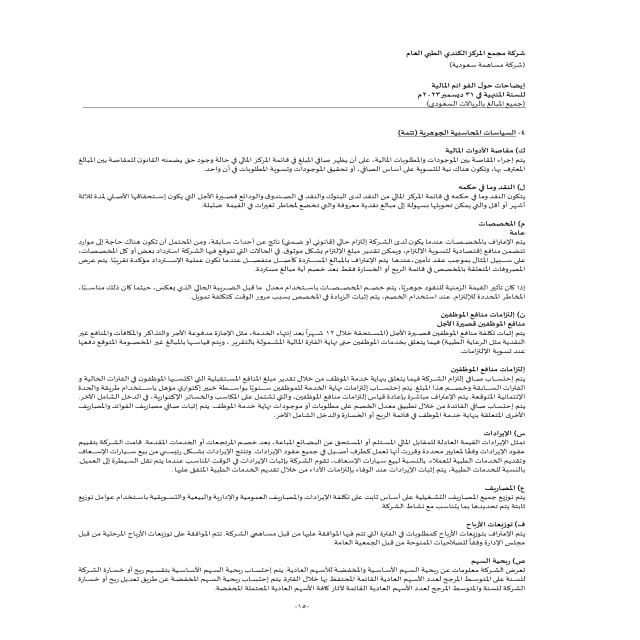 شركة مجمع المركز الكندي الطبي العام
(شركة مساهمة سعودية)
إيضاحات حول القوائم المالية
للسنة المنتهية في ٣١ ديسمبر ٢٠٢٣م
(جميع المبالغ بالريالات السعودي)
٤- السياسات المحاسبية الجوهرية (تتمة)
ك) مقاصة الأدوات المالية
يتم إجراء المقاصة بين الموجودات والمطلوبات المالية، على أن يظهر صافي المبلغ في قائمة المركز المالي في حالة وجود حق يضمنه القانون للمقاصة بين المبالغ
المعترف بها، وتكون هناك نية للتسوية على أساس الصافي، أو تحقيق الموجودات وتسوية المطلوبات في آن واحد.
ل) النقد وما في حكمه
يتكون النقد وما في حكمه في قائمة المركز المالي من النقد لدى البنوك والنقد في الصندوق والودائع قصيرة الأجل التي يكون إستحقاقها الأصلي لمدة ثلاثة
أشهر أو أقل والتي يمكن تحويلها بسهولة إلى مبالغ نقدية معروفة والتي تخضع لمخاطر تغيرات في القيمة ضئيلة.
م) المخصصات
عامة
يتم الإعتراف بالمخصصات عندما يكون لدى الشركة إلتزام حالي (قانوني أو ضمني) ناتج عن أحداث سابقة، ومن المحتمل أن تكون هناك حاجة إلى موارد
تتضمن منافع إقتصادية لتسوية الإلتزام، ويمكن تقدير مبلغ الإلتزام بشكل موثوق. في الحالات التي تتوقع فيها الشركة استرداد بعض أو كل المخصصات،
على سبيل المثال بموجب عقد تأمين،عندها يتم الإعتراف بالمبالغ المستردة كأصل منفصل عندما تكون عملية الإسترداد مؤكدة تقريبًا. يتم عرض
المصروفات المتعلقة بالمخصص في قائمة الربح أو الخسارة فقط بعد خصم أية مبالغ مستردة.
إذا كان تأثير القيمة الزمنية للنقود جوهريًا، يتم خصم المخصصات باستخدام معدل ما قبل الضريبة الحالي الذي يعكس، حيثما كان ذلك مناسبًا،
المخاطر المحددة للإلتزام. عند استخدام الخصم، يتم إثبات الزيادة في المخصص بسبب مرور الوقت كتكلفة تمويل.
ن) إلتزامات منافع الموظفين
منافع الموظفين قصيرة الأجل
يتم إثبات تكلفة منافع الموظفين قصيرة الأجل (المستحقة خلال ١٢ شهراً بعد إنتهاء الخدمة، مثل الإجازة مدفوعة الأجر والتذاكر والمكافآت والمنافع غير
النقدية مثل الرعاية الطبية) فيما يتعلق بخدمات الموظفين حتى نهاية الفترة المالية المشمولة بالتقرير ، ويتم قياسها بالمبالغ غير المخصومة المتوقع دفعها
عند تسوية الإلتزامات.
إلتزامات منافع الموظفين
يتم إحتساب صافي إلتزام الشركة فيما يتعلق بنهاية خدمة الموظف من خلال تقدير مبلغ المنافع المستقبلية التي اكتسبها الموظفون في الفترات الحالية و
الفترات السابقة وخصم هذا المبلغ. يتم إحتساب إلتزامات نهاية الخدمة للموظفين سنويًا بواسطة خبير إكتواري مؤهل باستخدام طريقة والحدة
الإئتمانية المتوقعة. يتم الإعتراف مباشرة بإعادة قياس إلتزامات منافع الموظفين، والتي تشتمل على المكاسب والخسائر الإكتوارية، في الدخل الشامل الآخر.
يتم إحتساب صافي الفائدة من خلال تطبيق معدل الخصم على مطلوبات أو موجودات نهاية خدمة الموظف. يتم إثبات صافي مصاريف الفوائد والمصاريف
الأخرى المتعلقة بنهاية خدمة الموظف في قائمة الربح أو الخسارة والدخل الشامل الآخر.
س) الإيرادات
تمثل الإيرادات القيمة العادلة للمقابل المالي المستلم أو المستحق عن البضائع المباعة، بعد خصم المرتجعات أو الخدمات المقدمة. قامت الشركة بتقييم
عقود الإيرادات وفقًا لمعايير محددة وقررت أنها تعمل كطرف أصيل في جميع عقود الإيرادات. وتنتج الإيرادات بشكل رئيسي من بيع سيارات الإسعاف
وتقديم الخدمات الطبية للعملاء. بالنسبة لبيع سيارات الإسعاف، تقوم الشركة بإثبات الإيرادات في الوقت المناسب عندما يتم نقل السيطرة إلى العميل.
بالنسبة للخدمات الطبية، يتم إثبات الإيرادات عند الوفاء بإلتزامات الأداء من خلال تقديم الخدمات الطبية المتفق عليها .
ع) المصاريف
يتم توزيع جميع المصاريف التشغيلية على أساس ثابت على تكلفة الإيرادات والمصاريف العمومية والإدارية والبيعية والتسويقية باستخدام عوامل توزيع
ثابتة يتم تحديدها بما يتناسب مع نشاط الشركة.
ف) توزيعات الأرباح
يتم الإعتراف بتوزيعات الأرباح كمطلوبات في الفترة التي تتم فيها الموافقة عليها من قبل مساهمي الشركة. تتم الموافقة على توزيعات الأرباح المرحلية من قبل
مجلس الإدارة وفقاً للصلاحيات الممنوحة من قبل الجمعية العامة.
ص) ربحية السهم
تعرض الشركة معلومات عن ربحية السهم الأساسية والمخفضة للأسهم العادية. يتم إحتساب ربحية السهم الأساسية بتقسيم ربح أو خسارة الشركة
للسنة على المتوسط المرجح لعدد الأسهم العادية القائمة المحتفظ بها خلال الفترة. يتم إحتساب ربحية السهم المخفضة عن طريق تعديل ربح أو خسارة
الشركة للسنة والمتوسط المرجح لعدد الأسهم العادية القائمة لآثار كافة الأسهم العادية المحتملة المخفضة.
-١٥-